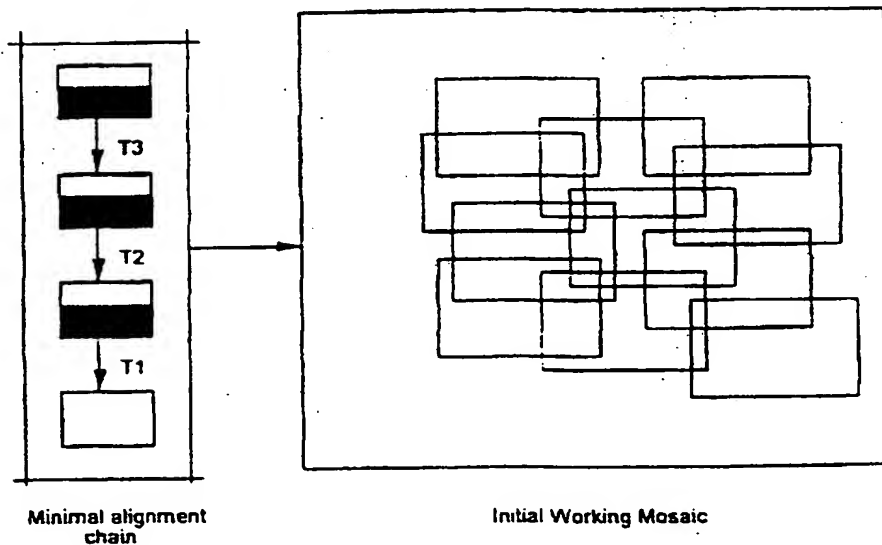 T3
T2
T1
Minimal alignment
chain
Initial Working Mosaic